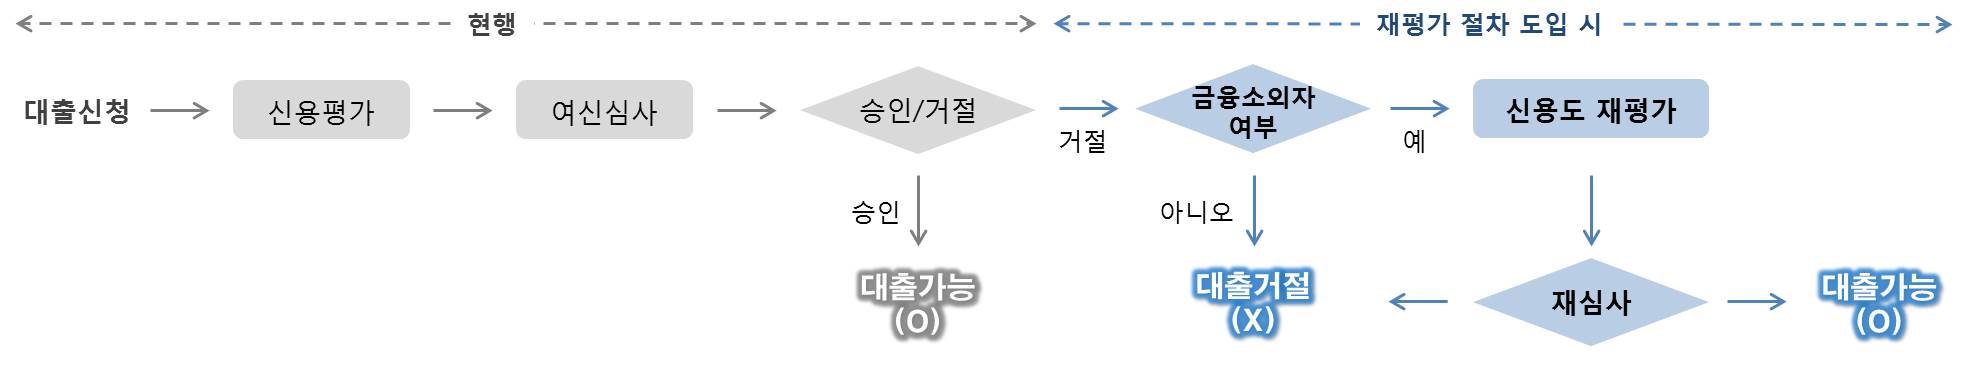 현행
재평가 절차 도입 시
대출신청
신용평가
여신심사
승인/거절
거절
금융소외자
여부
예
신용도 재평가
승인
아니오
대출가능
(O)
대출거절
(X)
재심사
대출가능
(O)